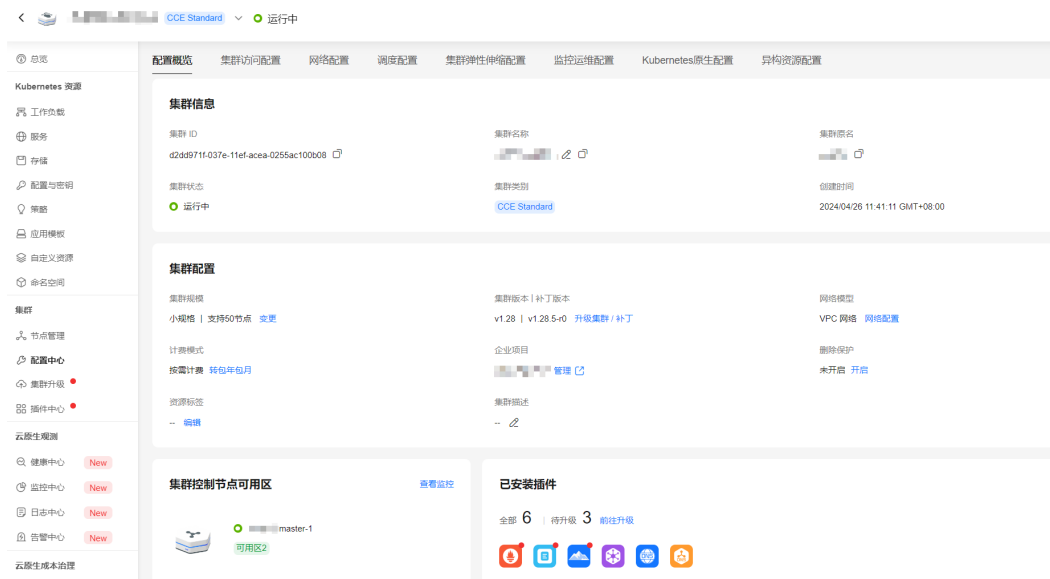 CCE Standard 运行中
总览
Kubernetes 资源
工作负载
服务
存储
配置与密钥
策略
应用模板
自定义资源
命名空间
集群
节点管理
配置中心
集群升级
插件中心
云原生观测
健康中心 New
监控中心 New
日志中心 New
告警中心 New
云原生成本治理
配置概览 集群访问配置 网络配置 调度配置 集群弹性伸缩配置 监控运维配置 Kubernetes原生配置 异构资源配置
集群信息
集群 ID 集群名称 集群原名
d2dd971f-037e-11ef-acea-0255ac100b08
集群状态 集群类别 创建时间
运行中 CCE Standard 2024/04/26 11:41:11 GMT+08:00
集群配置
集群规模 集群版本 | 补丁版本 网络模型
小规格 | 支持50节点 变更 v1.28 | v1.28.5-r0 升级集群 / 补丁 VPC 网络 网络配置
计费模式 企业项目 删除保护
按需计费 转包年包月 管理 未开启 开启
资源标签 集群描述
-- 编辑 --
集群控制节点可用区 查看监控
master-1
可用区2
已安装插件
全部 6 | 待升级 3 前往升级